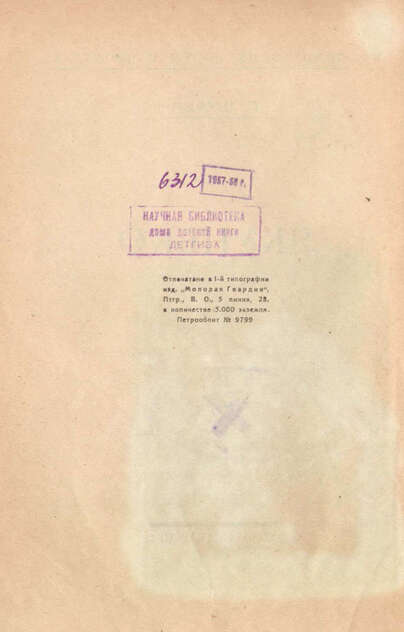 6312
1957-58 г.
НАУЧНАЯ БИБЛИОТЕКА
дома детской книги
ДЕТГИЗА
Отпечатано в 1-й типографии
изд. „Молодая Гвардия",
Птгр., В. О., 5 линия, 28.
в количестве 5.000 экземпл.
Петрооблит № 9799